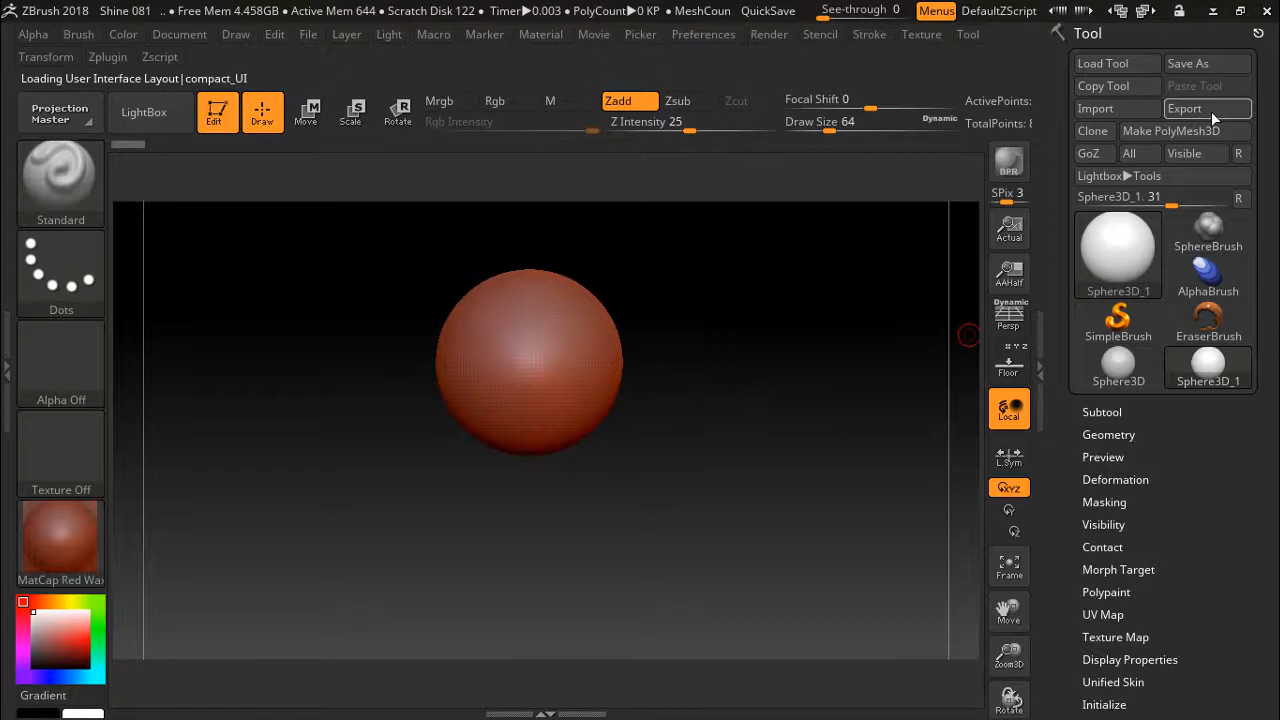 ZBrush 2018 Shine 081 .. • Free Mem 4.458GB • Active Mem 644 • Scratch Disk 122 • Timer▶0.003 • PolyCount▶0 KP • MeshCoun QuickSave See-through 0 Menus DefaultZScript
Alpha Brush Color Document Draw Edit File Layer Light Macro Marker Material Movie Picker Preferences Render Stencil Stroke Texture Tool
Transform Zplugin Zscript
Loading User Interface Layout|compact_UI
Projection
Master
LightBox
Edit
Draw
Move
Scale
Rotate
Mrgb Rgb M Zadd Zsub Zcut
Rgb Intensity Z Intensity 25
Focal Shift 0
Draw Size 64 Dynamic
ActivePoints:
TotalPoints: 8
Standard
Dots
Alpha Off
Texture Off
MatCap Red Wax
Gradient
BPR
SPix 3
Actual
AAHalf
Dynamic
Persp
X Y Z
Floor
Local
L.Sym
XYZ
Y
Z
Frame
Move
Zoom3D
Rotate
Tool
Load Tool Save As
Copy Tool Paste Tool
Import Export
Clone Make PolyMesh3D
GoZ All Visible R
Lightbox▶Tools
Sphere3D_1. 31 R
Sphere3D_1
SphereBrush
AlphaBrush
SimpleBrush EraserBrush
Sphere3D Sphere3D_1
Subtool
Geometry
Preview
Deformation
Masking
Visibility
Contact
Morph Target
Polypaint
UV Map
Texture Map
Display Properties
Unified Skin
Initialize